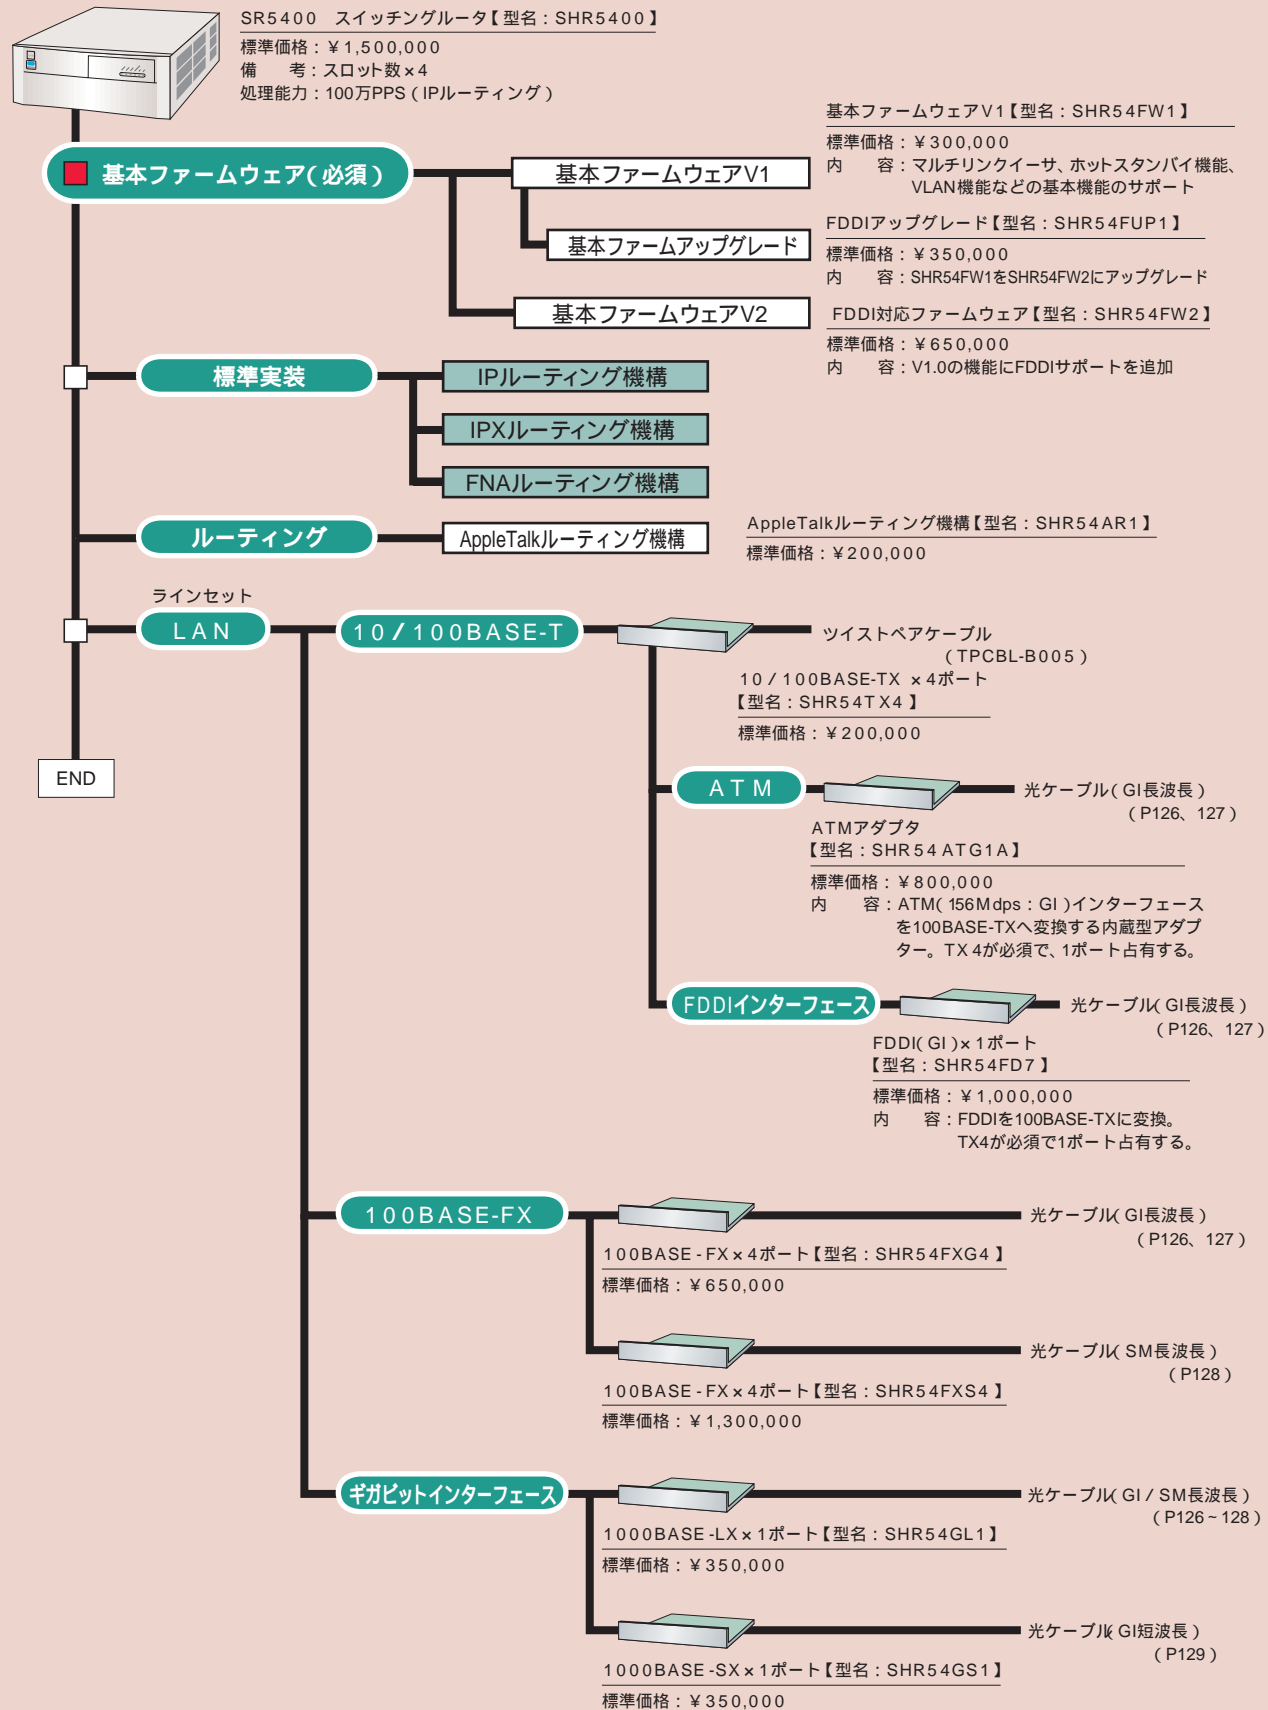 SR5400 スイッチングルータ【型名：SHR5400】
標準価格：￥1,500,000
備 考：スロット数×4
処理能力：100万PPS（IPルーティング）
基本ファームウェア（必須）
基本ファームウェアV1
基本ファームアップグレード
基本ファームウェアV2
基本ファームウェアV1【型名：SHR54FW1】
標準価格：￥300,000
内 容：マルチリンクイーサ、ホットスタンバイ機能、
VLAN機能などの基本機能のサポート
FDDIアップグレード【型名：SHR54FUP1】
標準価格：￥350,000
内 容：SHR54FW1をSHR54FW2にアップグレード
FDDI対応ファームウェア【型名：SHR54FW2】
標準価格：￥650,000
内 容：V1.0の機能にFDDIサポートを追加
標準実装
IPルーティング機構
IPXルーティング機構
FNAルーティング機構
ルーティング
AppleTalkルーティング機構
AppleTalkルーティング機構【型名：SHR54AR1】
標準価格：￥200,000
ラインセット
LAN
10/100BASE-T
ツイストペアケーブル
（TPCBL-B005）
10/100BASE-TX ×4ポート
【型名：SHR54TX4】
標準価格：￥200,000
END
ATM
光ケーブル（GI長波長）
（P126、127）
ATMアダプタ
【型名：SHR54ATG1A】
標準価格：￥800,000
内 容：ATM（156Mdps：GI）インターフェース
を100BASE-TXへ変換する内蔵型アダプ
ター。TX4が必須で、1ポート占有する。
FDDIインターフェース
光ケーブル（GI長波長）
（P126、127）
FDDI（GI）×1ポート
【型名：SHR54FD7】
標準価格：￥1,000,000
内 容：FDDIを100BASE-TXに変換。
TX4が必須で1ポート占有する。
100BASE-FX
光ケーブル（GI長波長）
（P126、127）
100BASE-FX×4ポート【型名：SHR54FXG4】
標準価格：￥650,000
光ケーブル（SM長波長）
（P128）
100BASE-FX×4ポート【型名：SHR54FXS4】
標準価格：￥1,300,000
ギガビットインターフェース
光ケーブル（GI/SM長波長）
（P126~128）
1000BASE-LX×1ポート【型名：SHR54GL1】
標準価格：￥350,000
光ケーブル（GI短波長）
（P129）
1000BASE-SX×1ポート【型名：SHR54GS1】
標準価格：￥350,000